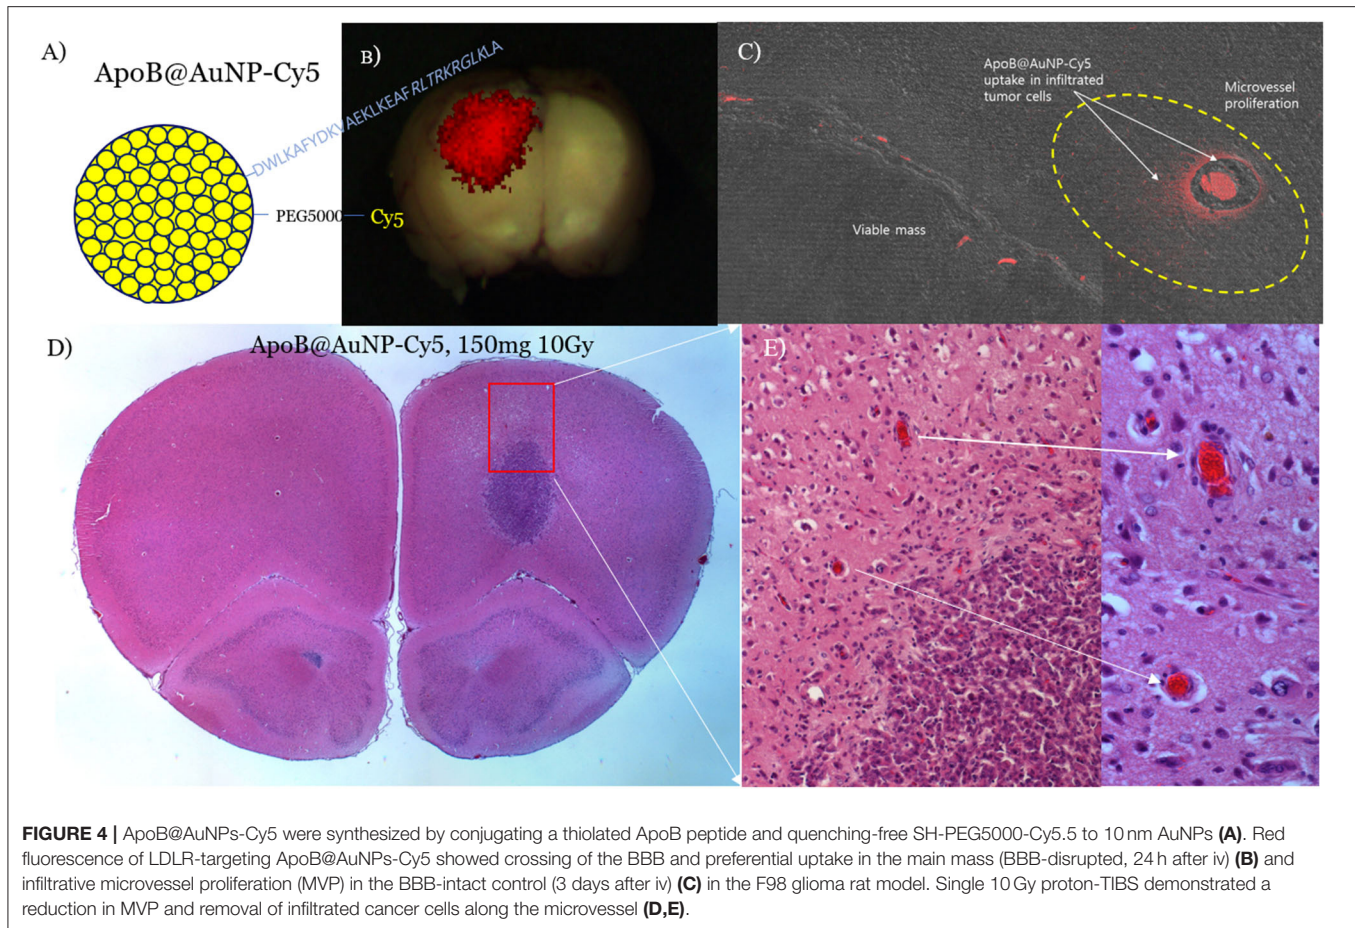 A)
ApoB@AuNP-Cy5
DWLKAFYDKVAEKLKEAFRLTRKRGLKLA
PEG5000
Cy5
B)
C)
ApoB@AuNP-Cy5
uptake in infiltrated
tumor cells
Microvessel
proliferation
Viable mass
D)
ApoB@AuNP-Cy5, 150mg 10Gy
E)
FIGURE 4 | ApoB@AuNPs-Cy5 were synthesized by conjugating a thiolated ApoB peptide and quenching-free SH-PEG5000-Cy5.5 to 10 nm AuNPs (A). Red
fluorescence of LDLR-targeting ApoB@AuNPs-Cy5 showed crossing of the BBB and preferential uptake in the main mass (BBB-disrupted, 24 h after iv) (B) and
infiltrative microvessel proliferation (MVP) in the BBB-intact control (3 days after iv) (C) in the F98 glioma rat model. Single 10 Gy proton-TIBS demonstrated a
reduction in MVP and removal of infiltrated cancer cells along the microvessel (D,E).